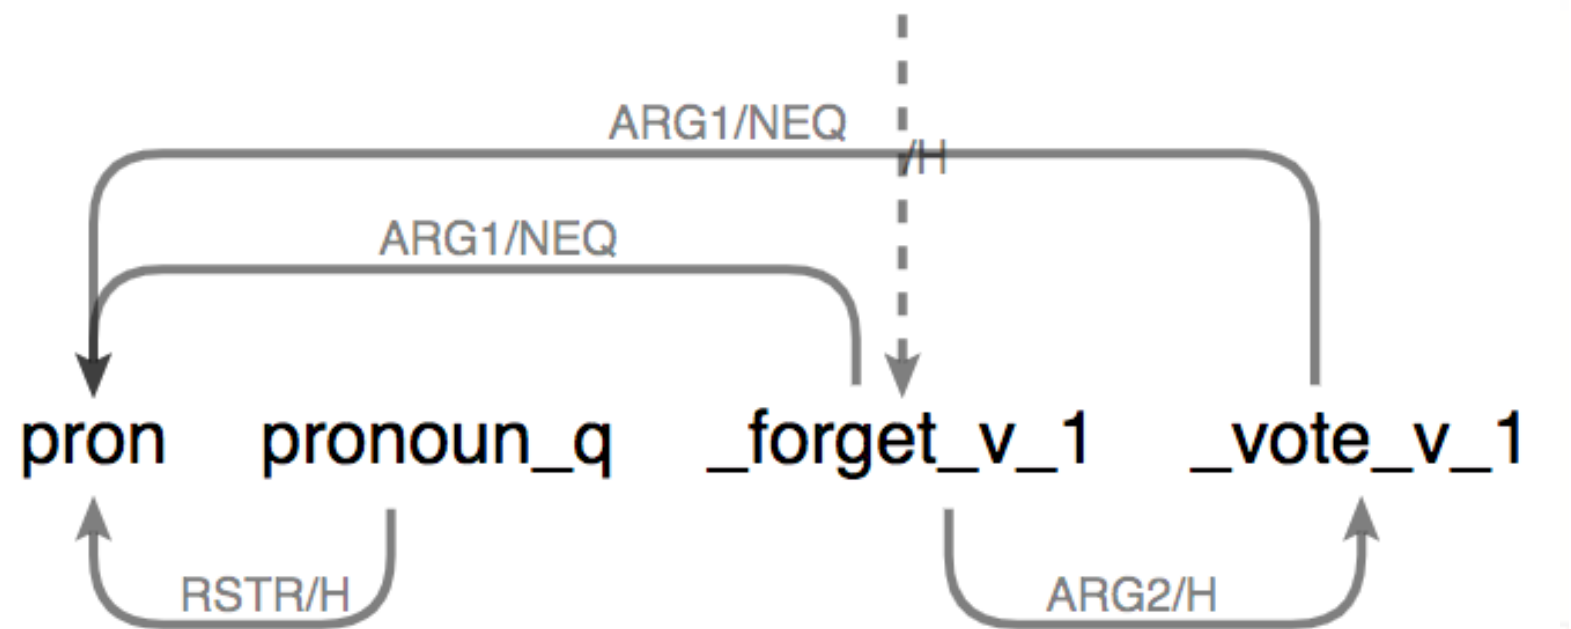 ARG1/NEQ
/H
ARG1/NEQ
pron pronoun_q _forget_v_1 _vote_v_1
RSTR/H ARG2/H